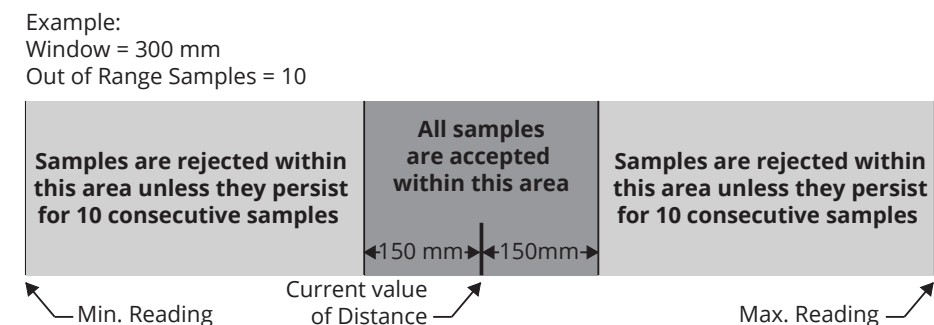 Example:
Window = 300 mm
Out of Range Samples = 10
Samples are rejected within
this area unless they persist
for 10 consecutive samples
All samples
are accepted
within this area
Samples are rejected within
this area unless they persist
for 10 consecutive samples
150 mm
150mm
Min. Reading
Current value
of Distance
Max. Reading